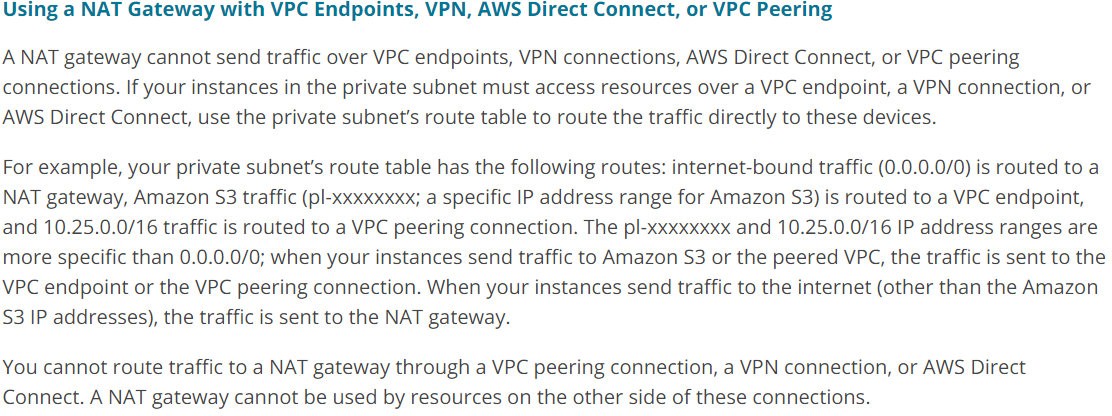 Using a NAT Gateway with VPC Endpoints, VPN, AWS Direct Connect, or VPC Peering
A NAT gateway cannot send traffic over VPC endpoints, VPN connections, AWS Direct Connect, or VPC peering
connections. If your instances in the private subnet must access resources over a VPC endpoint, a VPN connection, or
AWS Direct Connect, use the private subnet’s route table to route the traffic directly to these devices.
For example, your private subnet’s route table has the following routes: internet-bound traffic (0.0.0.0/0) is routed to a
NAT gateway, Amazon S3 traffic (pl-xxxxxxxx; a specific IP address range for Amazon S3) is routed to a VPC endpoint,
and 10.25.0.0/16 traffic is routed to a VPC peering connection. The pl-xxxxxxxx and 10.25.0.0/16 IP address ranges are
more specific than 0.0.0.0/0; when your instances send traffic to Amazon S3 or the peered VPC, the traffic is sent to the
VPC endpoint or the VPC peering connection. When your instances send traffic to the internet (other than the Amazon
S3 IP addresses), the traffic is sent to the NAT gateway.
You cannot route traffic to a NAT gateway through a VPC peering connection, a VPN connection, or AWS Direct
Connect. A NAT gateway cannot be used by resources on the other side of these connections.